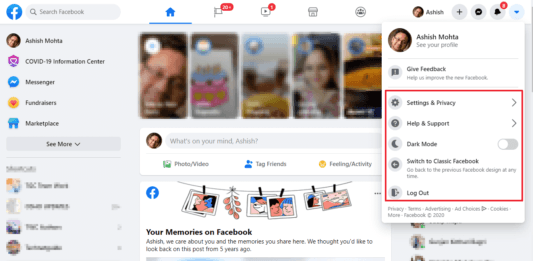 Search Facebook
20+
1
Ashish
8
Ashish Mohta
COVID-19 Information Center
Messenger
Fundraisers
Marketplace
See More
Shortcuts
What's on your mind, Ashish?
Photo/Video
Tag Friends
Feeling/Activity
Your Memories on Facebook
Ashish, we care about you and the memories you share here. We thought you'd like to
look back on this post from 5 years ago.
Ashish Mohta
See your profile
Give Feedback
Help us improve the new Facebook.
Settings & Privacy
Help & Support
Dark Mode
Switch to Classic Facebook
Go back to the previous Facebook design at any
time.
Log Out
Privacy · Terms · Advertising · Ad Choices · Cookies ·
More · Facebook © 2020